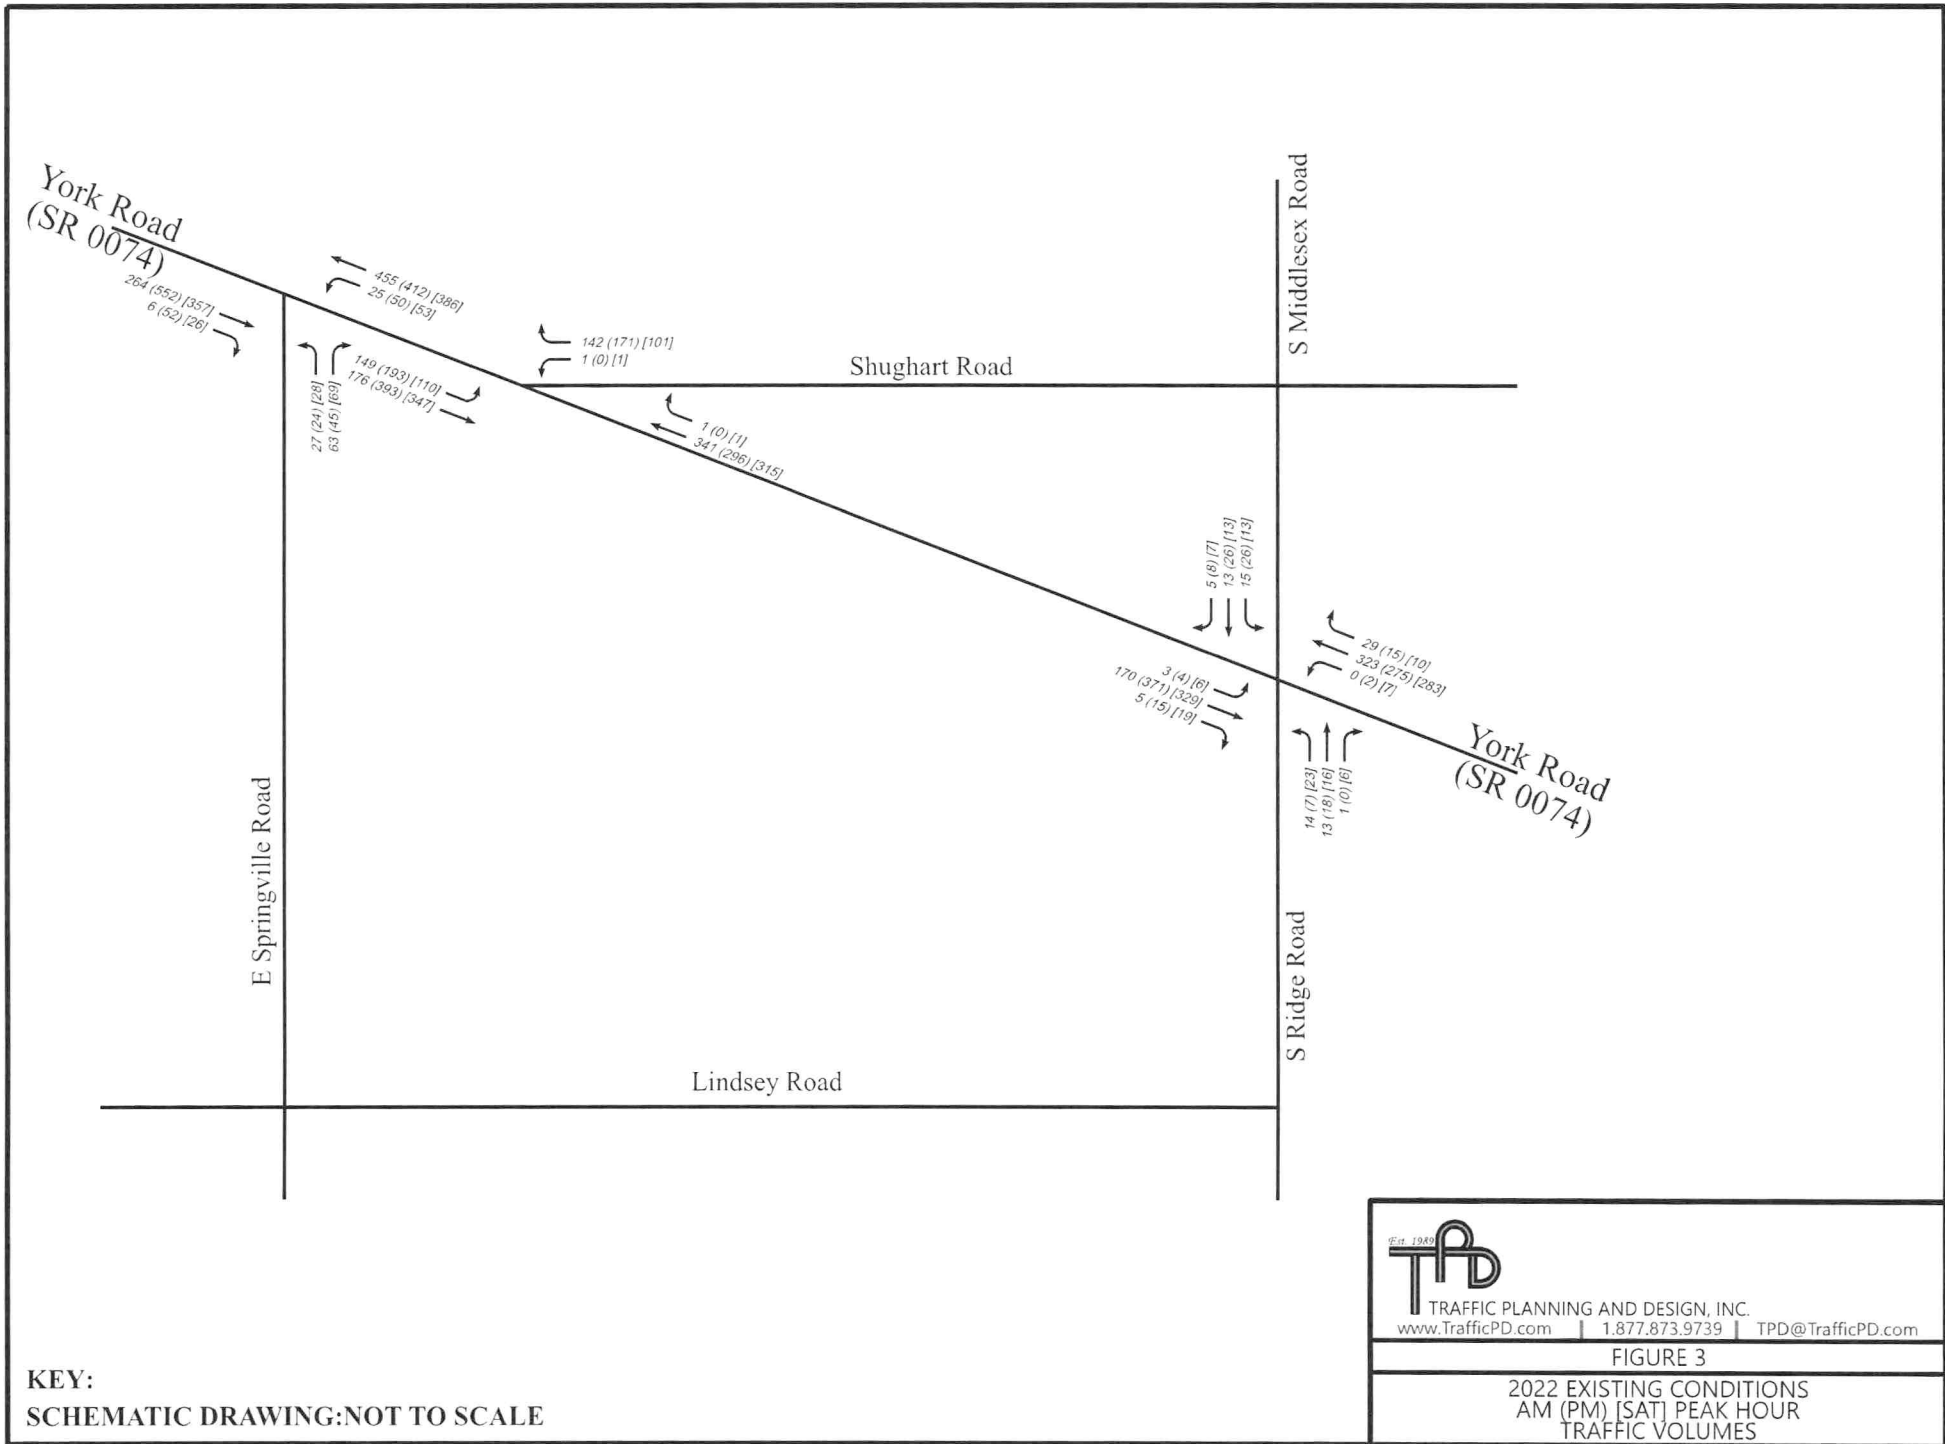 York Road
(SR 0074)
264 (552) [357]
6 (52) [26]
455 (412) [386]
25 (50) [53]
27 (24) [28]
63 (45) [69]
149 (193) [110]
176 (393) [347]
142 (171) [101]
1 (0) [1]
Shughart Road
1 (0) [1]
341 (296) [315]
S Middlesex Road
5 (8) [7]
13 (26) [13]
15 (26) [13]
3 (4) [6]
170 (371) [329]
5 (15) [19]
29 (15) [10]
323 (275) [283]
0 (2) [7]
14 (7) [23]
13 (18) [16]
1 (0) [6]
York Road
(SR 0074)
E Springville Road
S Ridge Road
Lindsey Road
Est. 1989
TPD
TRAFFIC PLANNING AND DESIGN, INC.
www.TrafficPD.com | 1.877.873.9739 | TPD@TrafficPD.com
FIGURE 3
2022 EXISTING CONDITIONS
AM (PM) [SAT] PEAK HOUR
TRAFFIC VOLUMES
KEY:
SCHEMATIC DRAWING:NOT TO SCALE